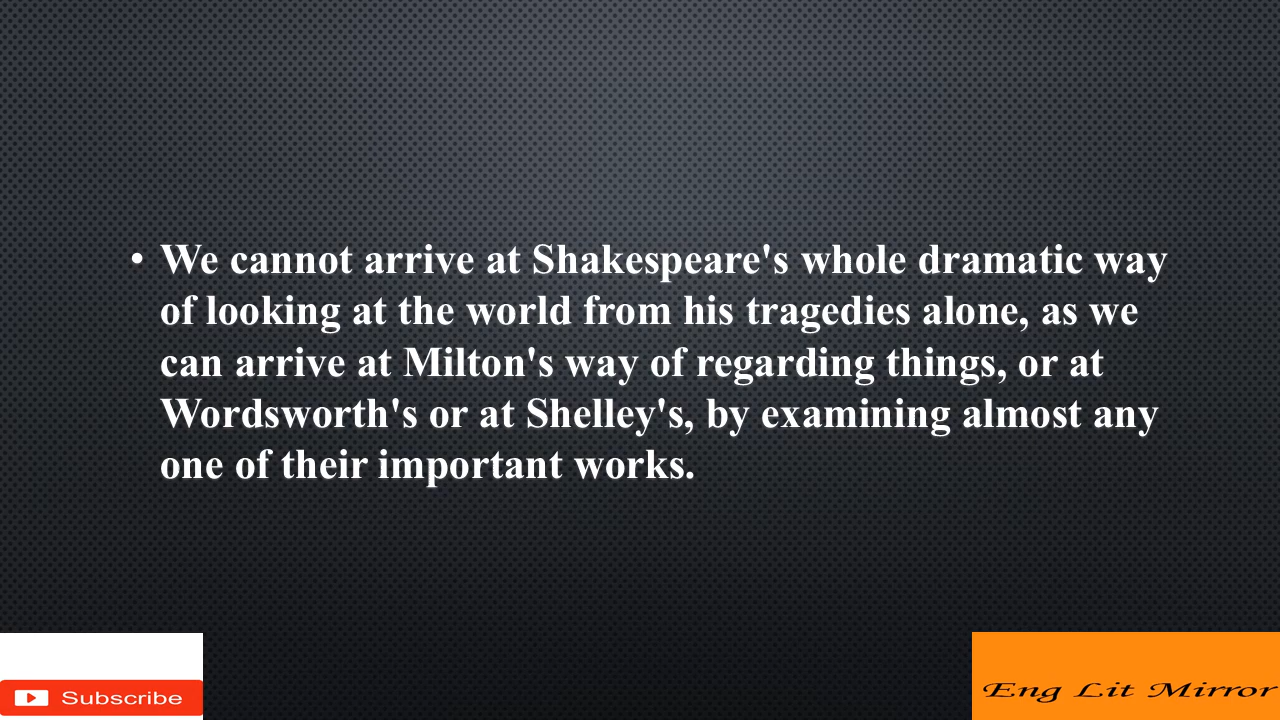 • We cannot arrive at Shakespeare's whole dramatic way
of looking at the world from his tragedies alone, as we
can arrive at Milton's way of regarding things, or at
Wordsworth's or at Shelley's, by examining almost any
one of their important works.
Subscribe
Eng Lit Mirror